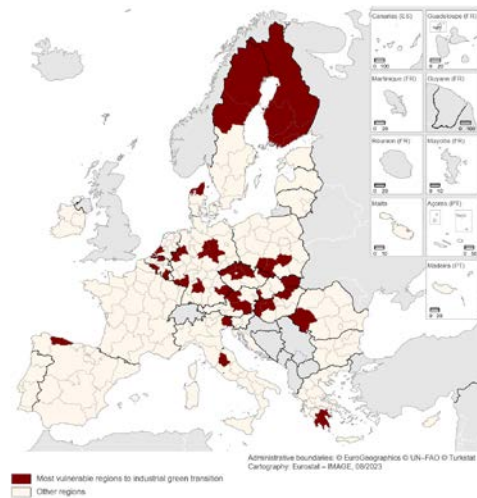 Canarias (ES)
Guadeloupe (FR)
Martinique (FR)
Guyane (FR)
Réunion (FR)
Mayotte (FR)
Malta
Açores (PT)
Madeira (PT)
Administrative boundaries: © EuroGeographics © UN–FAO © Turkstat
Cartography: Eurostat – IMAGE, 08/2023
Most vulnerable regions to industrial green transition
Other regions